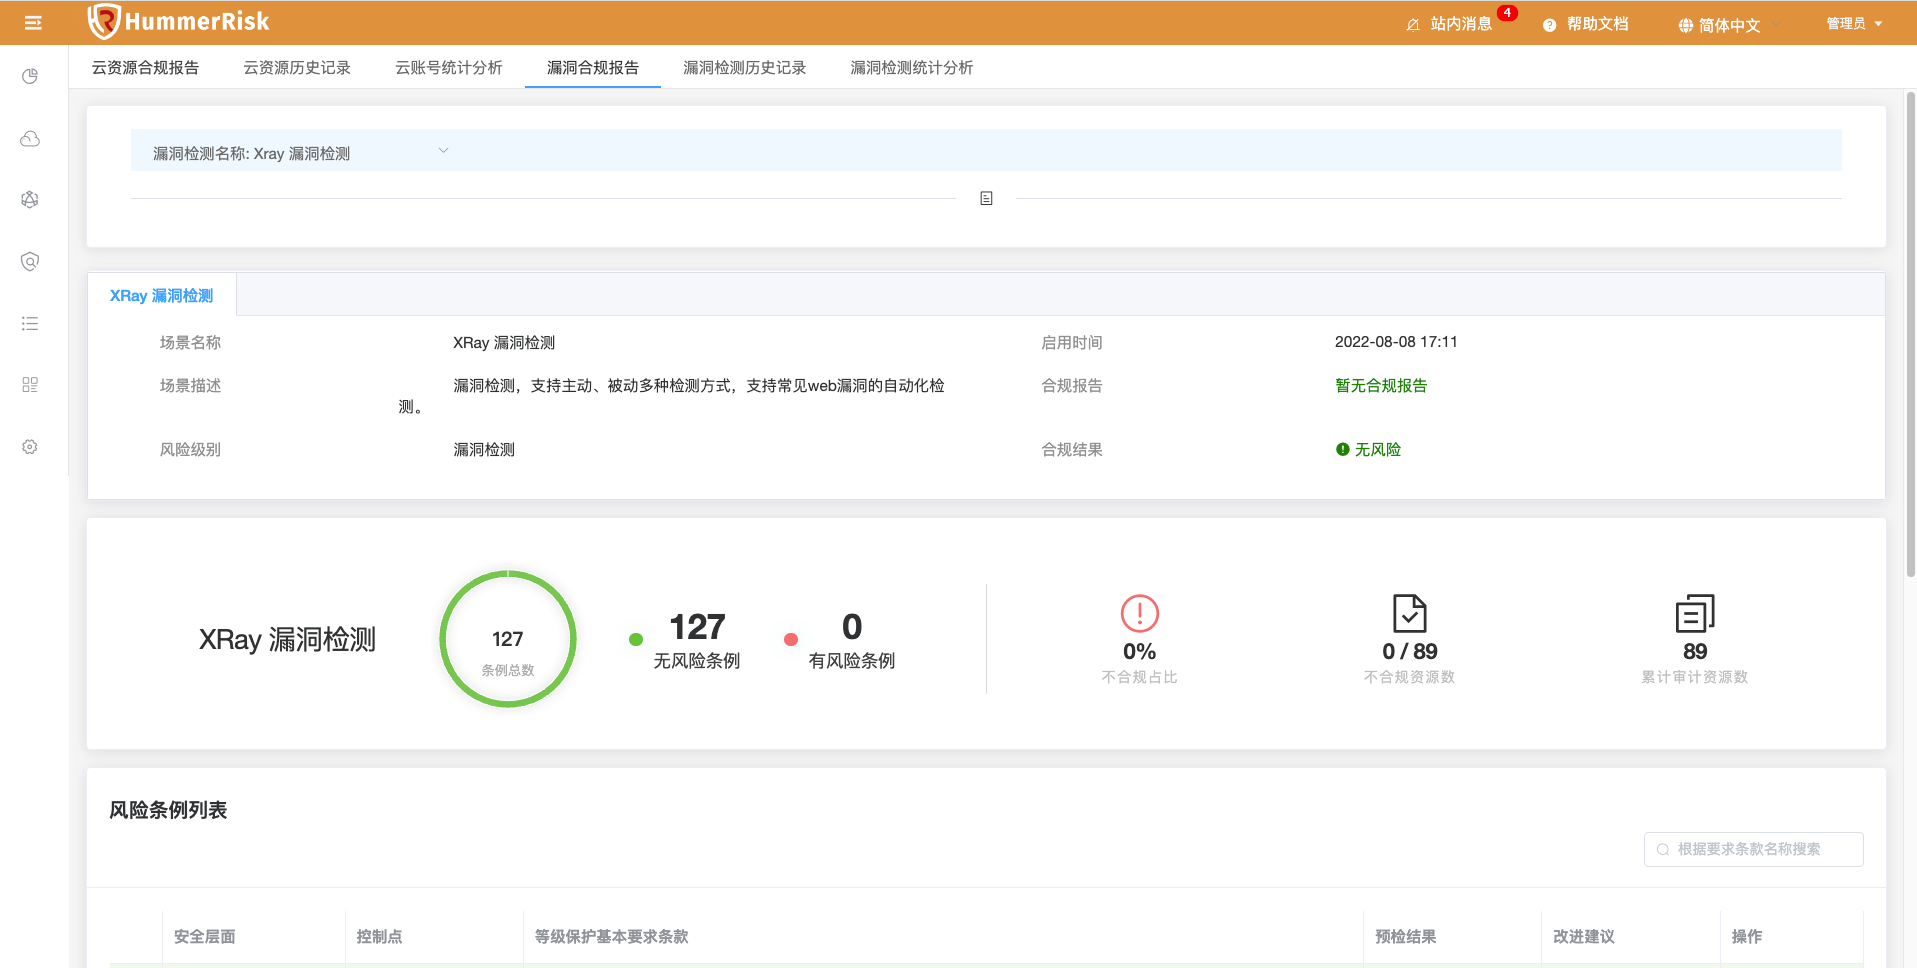 HummerRisk
站内消息
4
帮助文档
简体中文
管理员
云资源合规报告
云资源历史记录
云账号统计分析
漏洞合规报告
漏洞检测历史记录
漏洞检测统计分析
漏洞检测名称: Xray 漏洞检测
XRay 漏洞检测
场景名称
XRay 漏洞检测
启用时间
2022-08-08 17:11
场景描述
漏洞检测，支持主动、被动多种检测方式，支持常见web漏洞的自动化检
测。
合规报告
暂无合规报告
风险级别
漏洞检测
合规结果
无风险
XRay 漏洞检测
127
条例总数
127
无风险条例
0
有风险条例
0%
不合规占比
0 / 89
不合规资源数
89
累计审计资源数
风险条例列表
根据要求条款名称搜索
安全层面
控制点
等级保护基本要求条款
预检结果
改进建议
操作